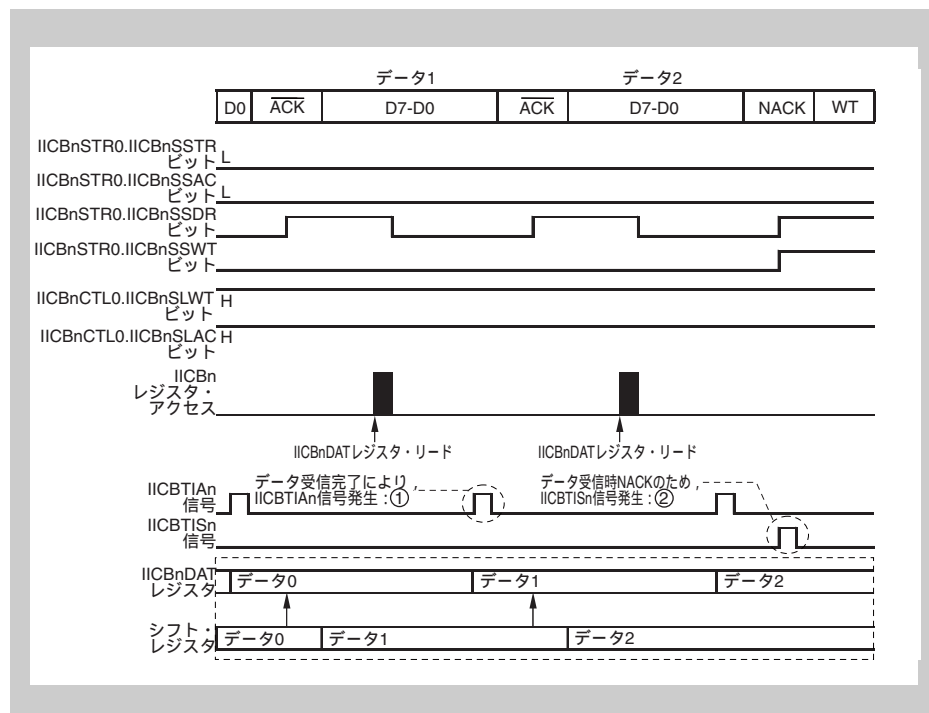 データ1 データ2
D0 ACK D7-D0 ACK D7-D0 NACK WT
IICBnSTR0.IICBnSSTR
ビット L
IICBnSTR0.IICBnSSAC
ビット L
IICBnSTR0.IICBnSSDR
ビット
IICBnSTR0.IICBnSSWT
ビット
IICBnCTL0.IICBnSLWT H
ビット
IICBnCTL0.IICBnSLAC H
ビット
IICBn
レジスタ・
アクセス
IICBnDATレジスタ・リード IICBnDATレジスタ・リード
データ受信完了により, データ受信時NACKのため,
IICBTIAn信号発生:① IICBTISn信号発生:②
IICBTIAn
信号
IICBTISn
信号
IICBnDAT
レジスタ データ0 データ1 データ2
シフト・
レジスタ データ0 データ1 データ2